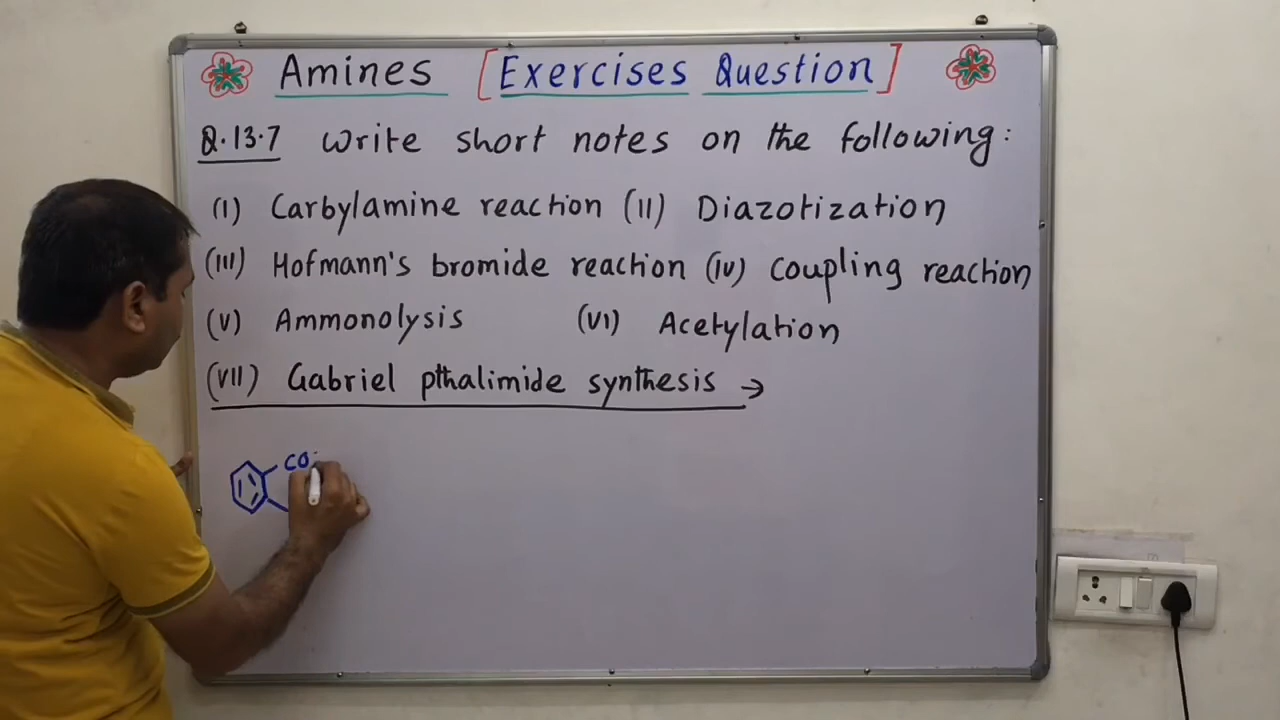 Amines [Exercises Question]
Q.13.7 Write short notes on the following:
(I) Carbylamine reaction (II) Diazotization
(III) Hofmann's bromide reaction (IV) Coupling reaction
(V) Ammonolysis (VI) Acetylation
(VII) Gabriel pthalimide synthesis →
CO